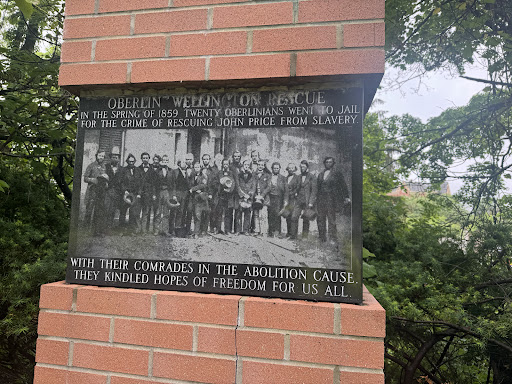 OBERLIN WELLINGTON RESCUE
IN THE SPRING OF 1859 TWENTY OBERLINIANS WENT TO JAIL
FOR THE CRIME OF RESCUING JOHN PRICE FROM SLAVERY.
WITH THEIR COMRADES IN THE ABOLITION CAUSE.
THEY KINDLED HOPES OF FREEDOM FOR US ALL.